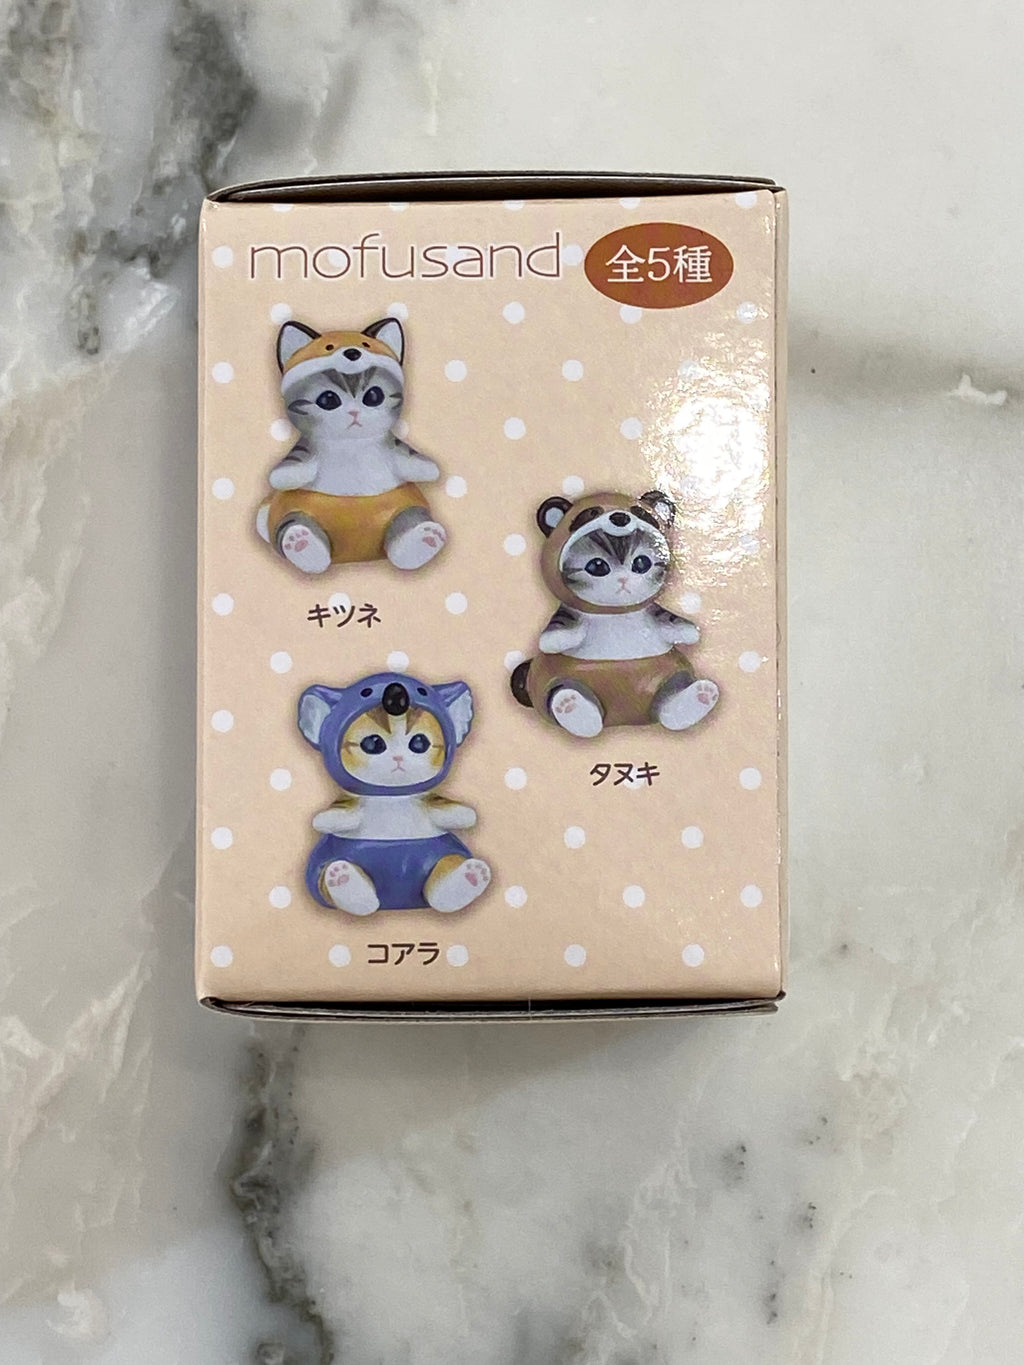 mofusand
全5種
キツネ
タヌキ
コアラ